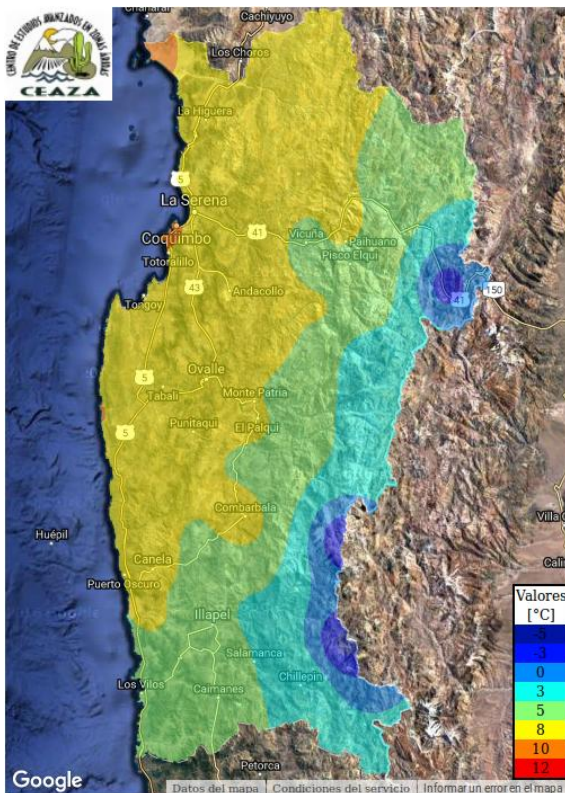 CENTRO DE ESTUDIOS AVANZADOS EN ZONAS ÁRIDAS
CEAZA
Chañaral
Cachiyuyo
Los Choros
La Higuera
5
La Serena
41
Vicuña
Coquimbo
Paihuano
Pisco Elqui
Totoralillo
43
Andacollo
41
150
Tongoy
Ovalle
5
Tabalí
Monte Patria
Punitaqui
5
El Palqui
Combarbalá
Huépil
Canela
Puerto Oscuro
Illapel
Salamanca
Chillepín
Los Vilos
Caimanes
Petorca
Valores
[°C]
-5
-3
0
3
5
8
10
12
Google
Datos del mapa
Condiciones del servicio
Informar un error en el mapa